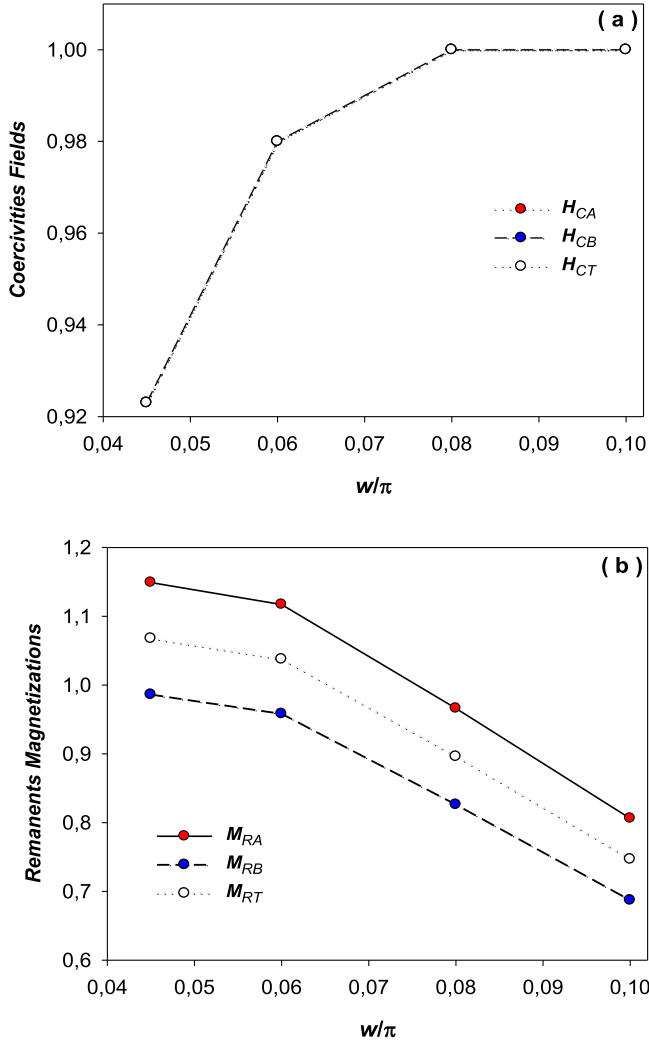 ( a )
1,00
0,98
0,96
0,94
0,92
Coercivities Fields
H_CA
H_CB
H_CT
0,04 0,05 0,06 0,07 0,08 0,09 0,10
w/π
( b )
1,2
1,1
1,0
0,9
0,8
0,7
0,6
Remanents Magnetizations
M_RA
M_RB
M_RT
0,04 0,05 0,06 0,07 0,08 0,09 0,10
w/π